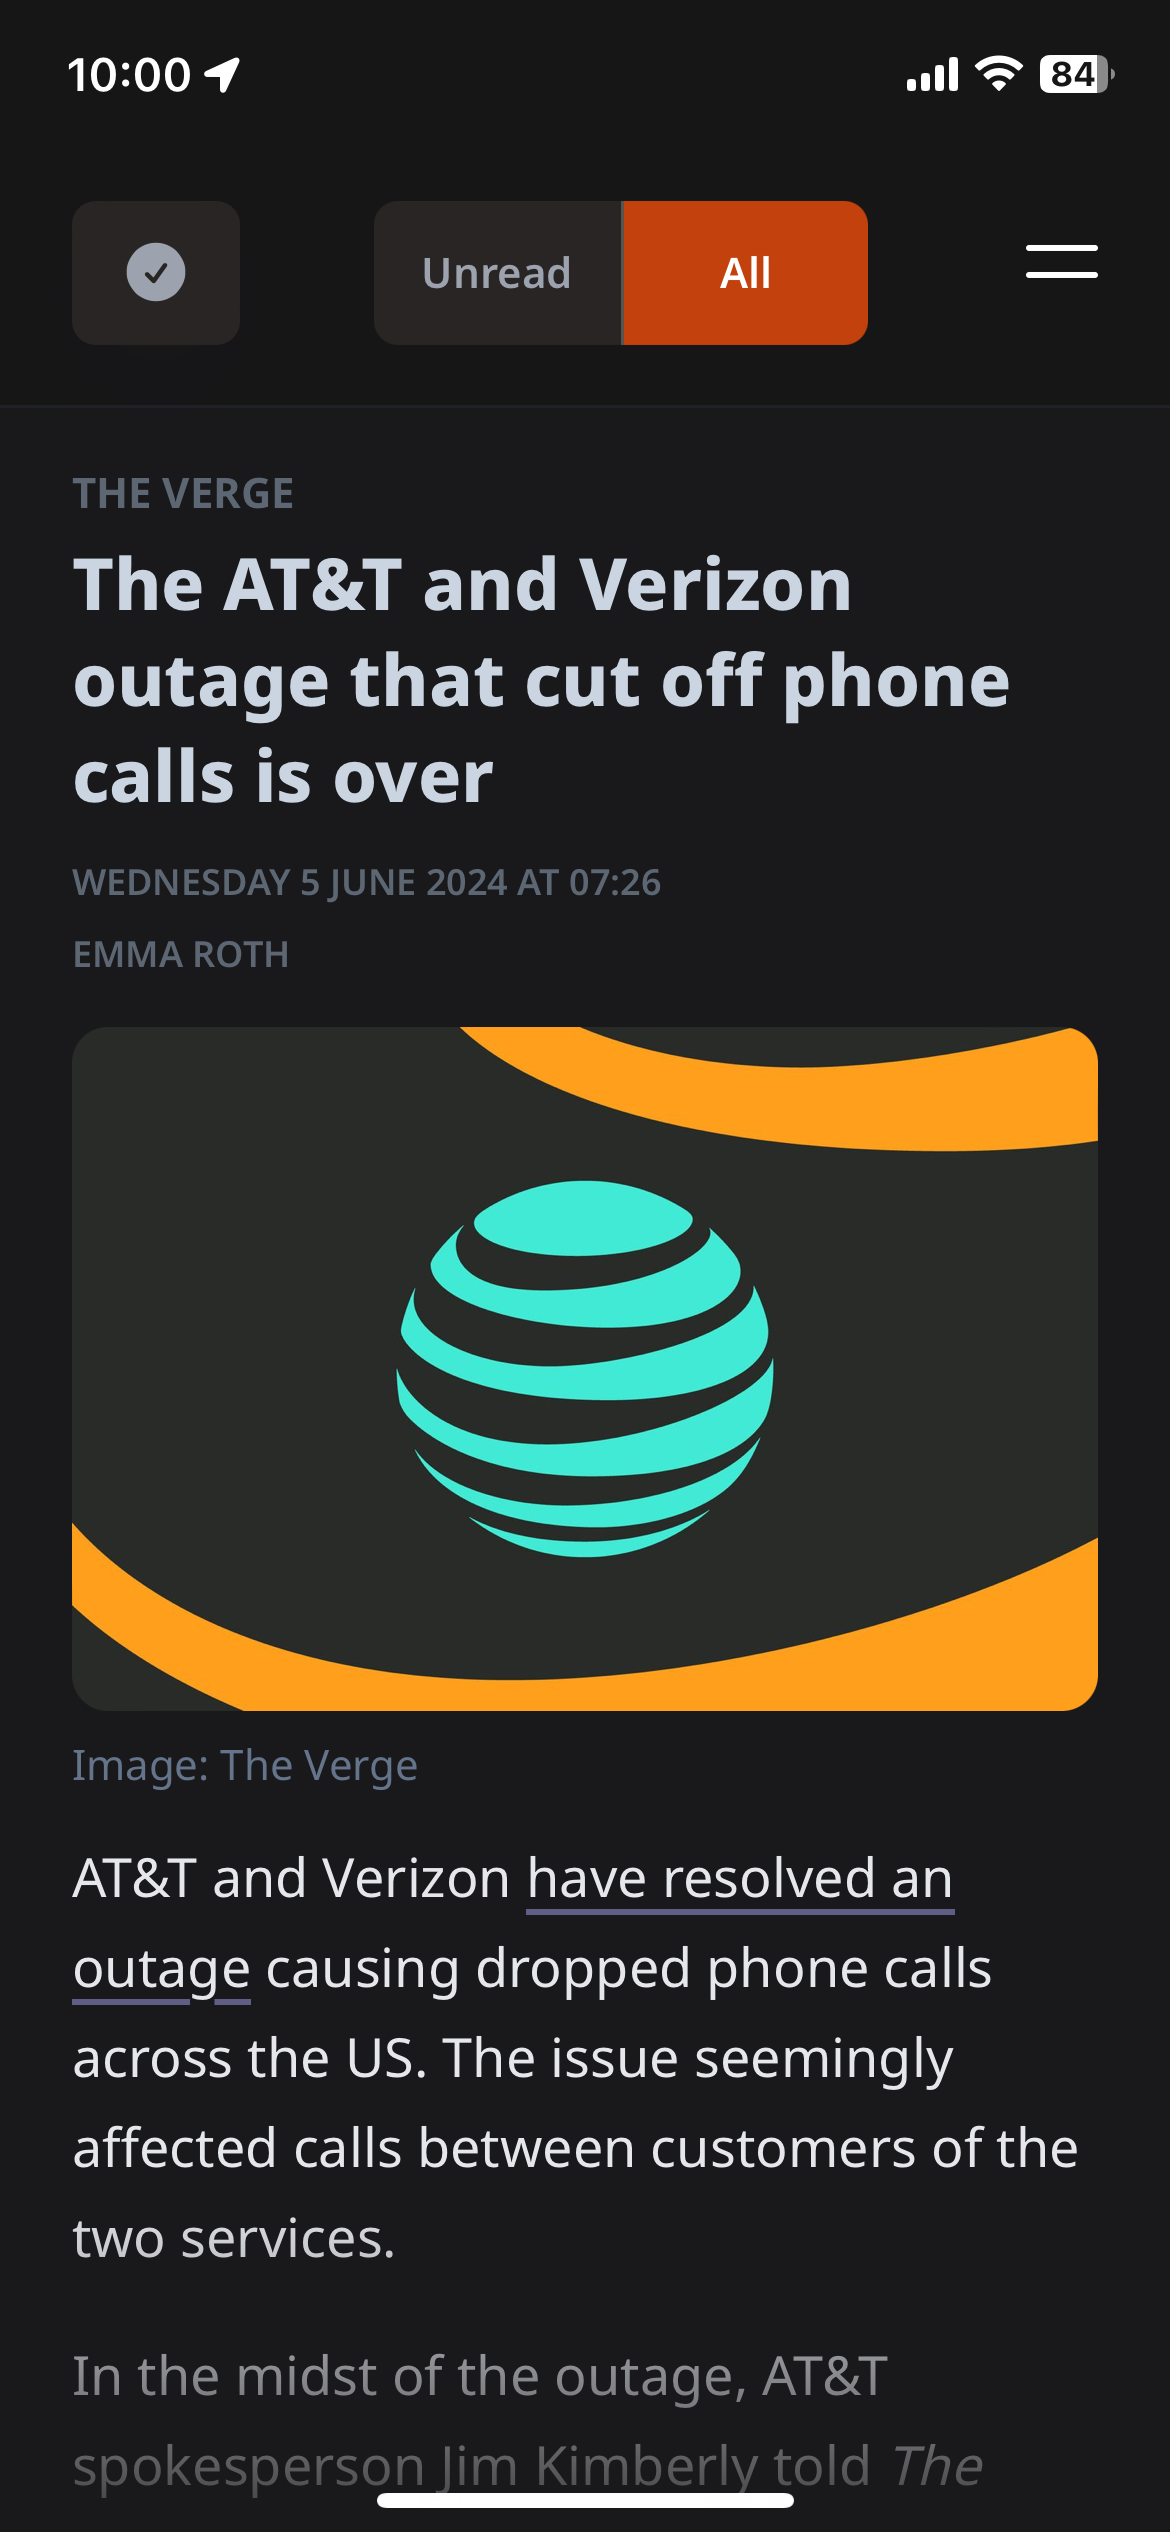 10:00
84
Unread
All
THE VERGE
The AT&T and Verizon
outage that cut off phone
calls is over
WEDNESDAY 5 JUNE 2024 AT 07:26
EMMA ROTH
Image: The Verge
AT&T and Verizon have resolved an
outage causing dropped phone calls
across the US. The issue seemingly
affected calls between customers of the
two services.
In the midst of the outage, AT&T
spokesperson Jim Kimberly told The